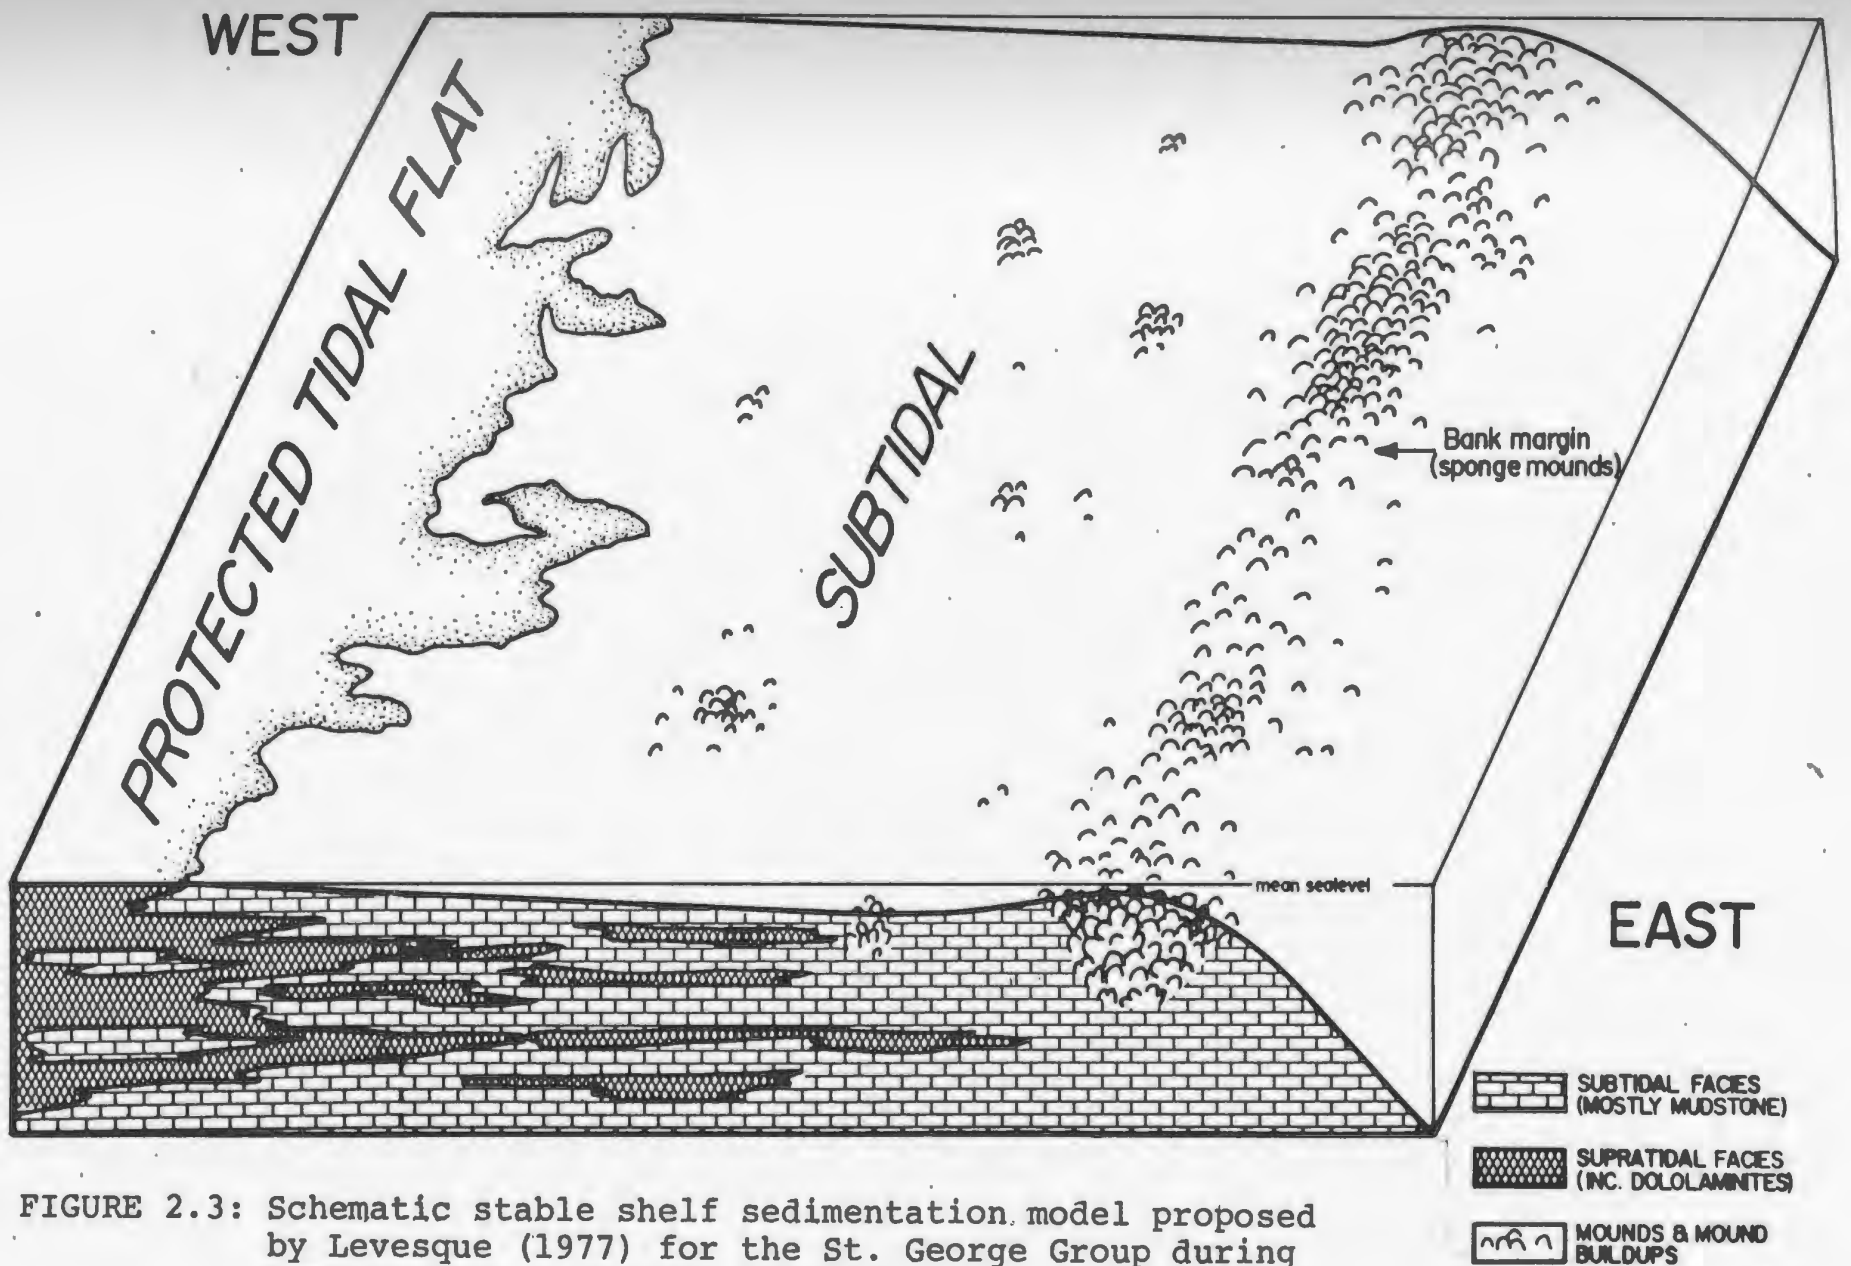 WEST
PROTECTED TIDAL FLAT
SUBTIDAL
Bank margin
(sponge mounds)
mean sealevel
EAST
SUBTIDAL FACIES
(MOSTLY MUDSTONE)
SUPRATIDAL FACIES
(INC. DOLOLAMINITES)
MOUNDS & MOUND
BUILDUPS
FIGURE 2.3: Schematic stable shelf sedimentation model proposed
by Levesque (1977) for the St. George Group during